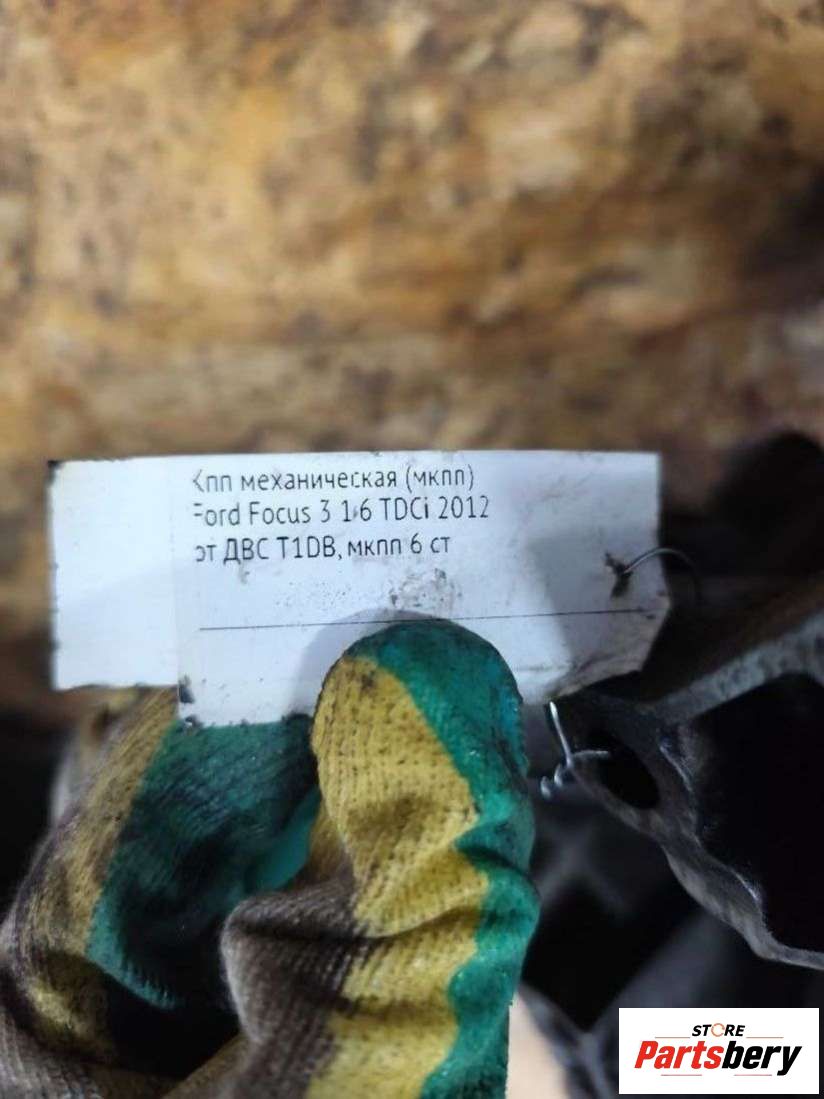 Кпп механическая (мкпп)
Ford Focus 3 1.6 TDCi 2012
от ДВС T1DB, мкпп 6 ст
STORE
Partsbery